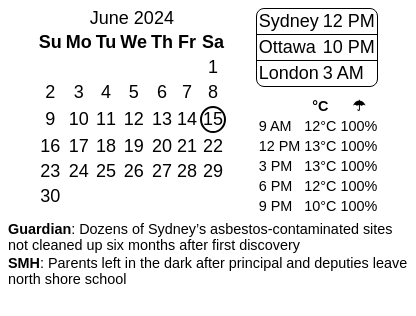 June 2024
Su Mo Tu We Th Fr Sa
1
2 3 4 5 6 7 8
9 10 11 12 13 14 15
16 17 18 19 20 21 22
23 24 25 26 27 28 29
30
Sydney 12 PM
Ottawa 10 PM
London 3 AM
°C ☂
9 AM 12°C 100%
12 PM 13°C 100%
3 PM 13°C 100%
6 PM 12°C 100%
9 PM 10°C 100%
Guardian: Dozens of Sydney’s asbestos-contaminated sites
not cleaned up six months after first discovery
SMH: Parents left in the dark after principal and deputies leave
north shore school